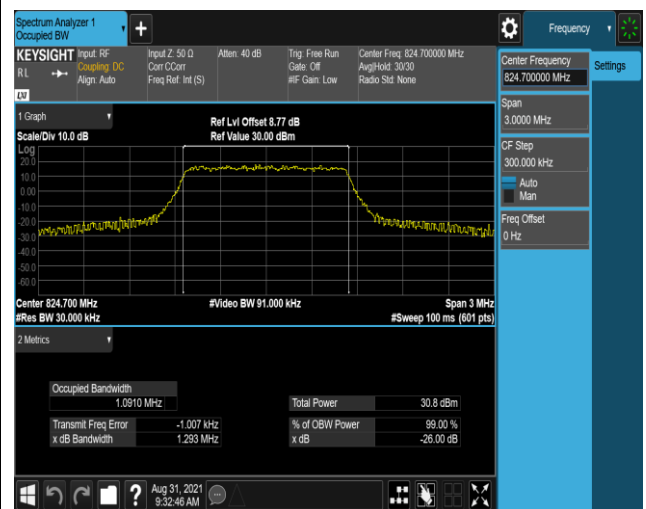 Spectrum Analyzer 1
Occupied BW
+
Frequency
KEYSIGHT
RL
LXI
Input: RF
Coupling: DC
Align: Auto
Input Z: 50 Ω
Corr CCorr
Freq Ref: Int (S)
Atten: 40 dB
Trig: Free Run
Gate: Off
#IF Gain: Low
Center Freq: 824.700000 MHz
Avg|Hold: 30/30
Radio Std: None
Center Frequency
824.700000 MHz
Settings
Span
3.0000 MHz
CF Step
300.000 kHz
Auto
Man
Freq Offset
0 Hz
1 Graph
Scale/Div 10.0 dB
Ref Lvl Offset 8.77 dB
Ref Value 30.00 dBm
Log
20.0
10.0
0.00
-10.0
-20.0
-30.0
-40.0
-50.0
-60.0
Center 824.700 MHz
#Video BW 91.000 kHz
Span 3 MHz
#Res BW 30.000 kHz
#Sweep 100 ms (601 pts)
2 Metrics
Occupied Bandwidth
1.0910 MHz
Total Power 30.8 dBm
Transmit Freq Error -1.007 kHz
% of OBW Power 99.00 %
x dB Bandwidth 1.293 MHz
x dB -26.00 dB
?
Aug 31, 2021
9:32:46 AM